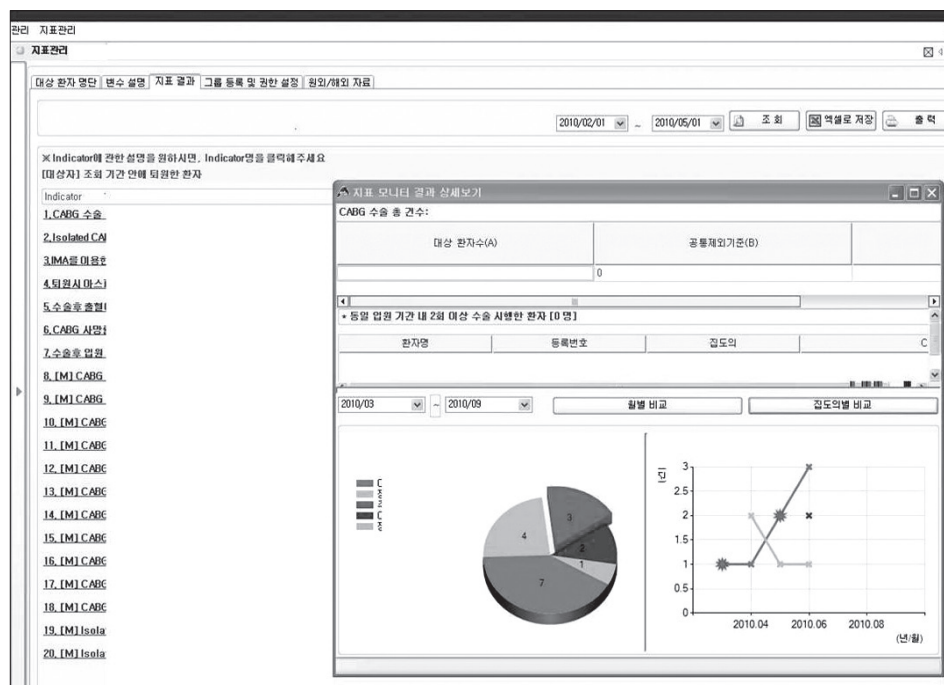 관리 지표관리
지표관리
대상 환자 명단 변수 설명 지표 결과 그룹 등록 및 권한 설정 원외/해외 자료
2010/02/01 ~ 2010/05/01 조 회 엑셀로 저장 출 력
※ Indicator에 관한 설명을 원하시면, Indicator명을 클릭해주세요
[대상자] 조회 기간 안에 퇴원한 환자
Indicator
1. CABG 수술
2. Isolated CA
3. IMA를 이용한
4. 퇴원시 아스
5. 수술후 출혈
6. CABG 사망
7. 수술후 입원
8. [M] CABG
9. [M] CABG
10. [M] CABG
11. [M] CABG
12. [M] CABG
13. [M] CABG
14. [M] CABG
15. [M] CABG
16. [M] CABG
17. [M] CABG
18. [M] CABG
19. [M] Isola
20. [M] Isola
지표 모니터 결과 상세보기
CABG 수술 총 건수:
대상 환자수(A) 공통제외기준(B)
0
* 동일 입원 기간 내 2회 이상 수술 시행한 환자 [0 명]
환자명 등록번호 집도의 C
2010/03 ~ 2010/09 월별 비교 집도의별 비교
3
4
2
1
7
[건]
3
2.5
2
1.5
1
0.5
0
2010.04 2010.06 2010.08
(년/월)